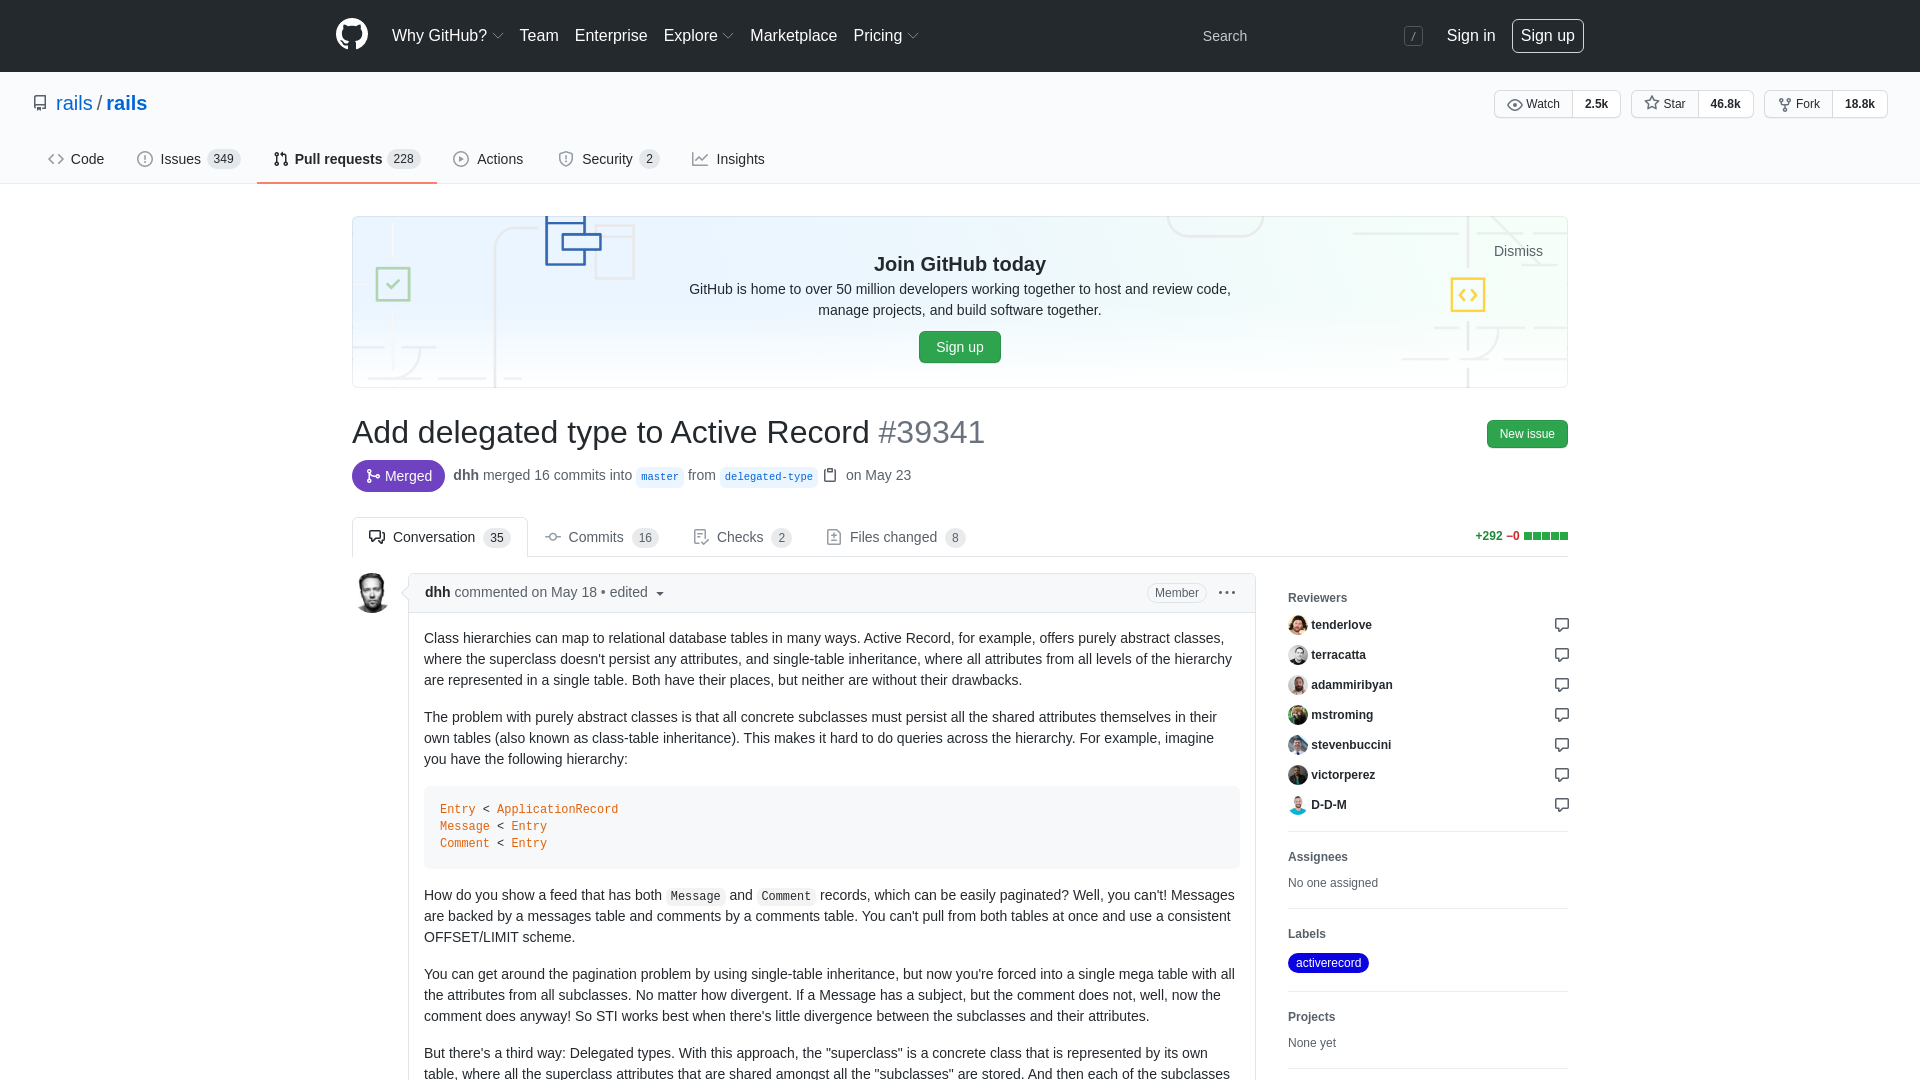 Why GitHub? Team Enterprise Explore Marketplace Pricing Search / Sign in Sign up
rails / rails Watch 2.5k Star 46.8k Fork 18.8k
Code Issues 349 Pull requests 228 Actions Security 2 Insights
Dismiss
Join GitHub today
GitHub is home to over 50 million developers working together to host and review code,
manage projects, and build software together.
Sign up
Add delegated type to Active Record #39341 New issue
Merged dhh merged 16 commits into master from delegated-type on May 23
Conversation 35 Commits 16 Checks 2 Files changed 8 +292 −0
dhh commented on May 18 • edited Member
Class hierarchies can map to relational database tables in many ways. Active Record, for example, offers purely abstract classes,
where the superclass doesn't persist any attributes, and single-table inheritance, where all attributes from all levels of the hierarchy
are represented in a single table. Both have their places, but neither are without their drawbacks.
The problem with purely abstract classes is that all concrete subclasses must persist all the shared attributes themselves in their
own tables (also known as class-table inheritance). This makes it hard to do queries across the hierarchy. For example, imagine
you have the following hierarchy:
Entry < ApplicationRecord
Message < Entry
Comment < Entry
How do you show a feed that has both Message and Comment records, which can be easily paginated? Well, you can't! Messages
are backed by a messages table and comments by a comments table. You can't pull from both tables at once and use a consistent
OFFSET/LIMIT scheme.
You can get around the pagination problem by using single-table inheritance, but now you're forced into a single mega table with all
the attributes from all subclasses. No matter how divergent. If a Message has a subject, but the comment does not, well, now the
comment does anyway! So STI works best when there's little divergence between the subclasses and their attributes.
But there's a third way: Delegated types. With this approach, the "superclass" is a concrete class that is represented by its own
table, where all the superclass attributes that are shared amongst all the "subclasses" are stored. And then each of the subclasses
Reviewers
tenderlove
terracatta
adammiribyan
mstroming
stevenbuccini
victorperez
D-D-M
Assignees
No one assigned
Labels
activerecord
Projects
None yet